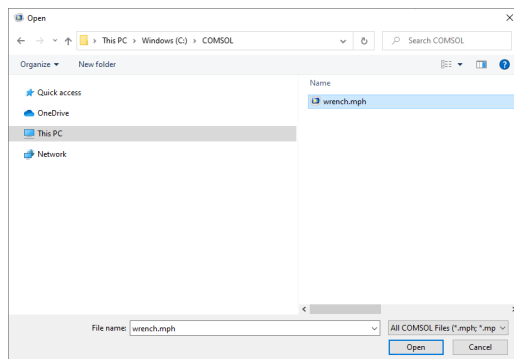 Open
This PC > Windows (C:) > COMSOL
Search COMSOL
Organize
New folder
Quick access
OneDrive
This PC
Network
Name
wrench.mph
File name: wrench.mph
All COMSOL Files (*.mph; *.mp
Open
Cancel